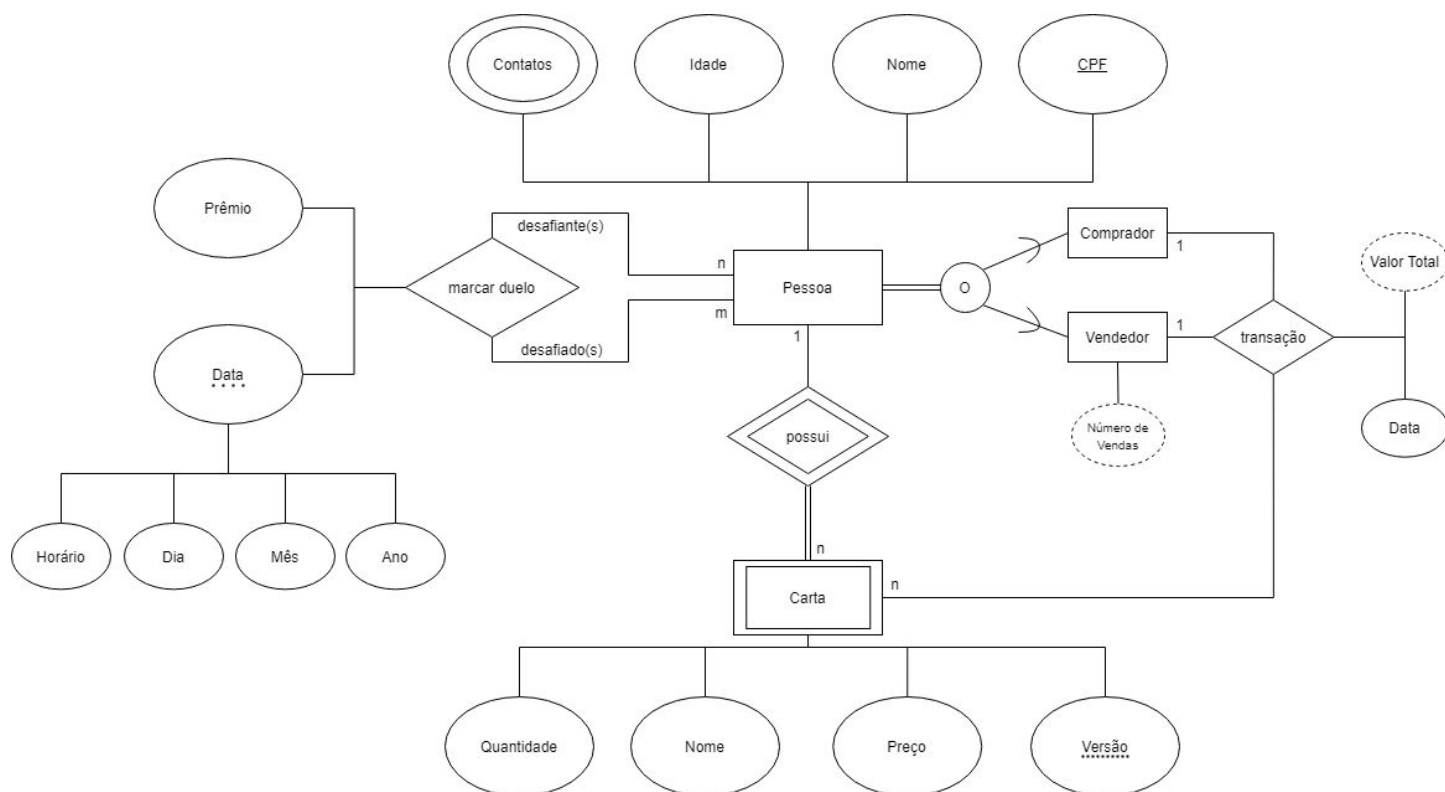 Contatos
Idade
Nome
CPF
Prêmio
desafiante(s)
Comprador
1
Valor Total
n
marcar duelo
Pessoa
O
m
Vendedor
1
transação
1
desafiado(s)
Data
possui
Número de
Vendas
Data
Horário
Dia
Mês
Ano
n
n
Carta
Quantidade
Nome
Preço
Versão